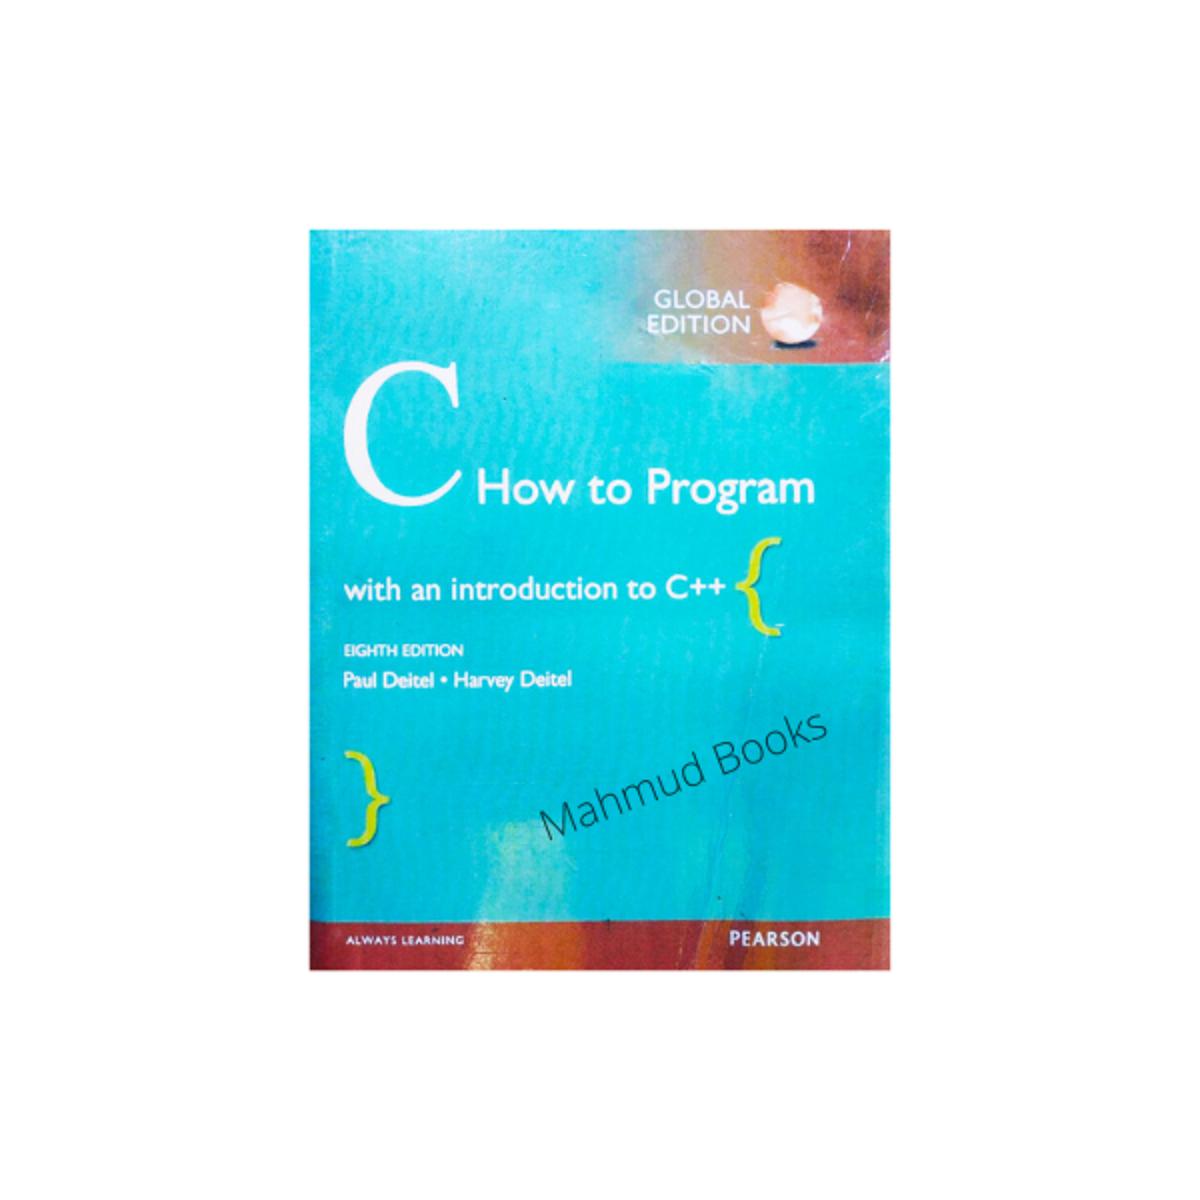 GLOBAL
EDITION
C How to Program
with an introduction to C++ {
EIGHTH EDITION
Paul Deitel • Harvey Deitel
Mahmud Books
}
ALWAYS LEARNING
PEARSON